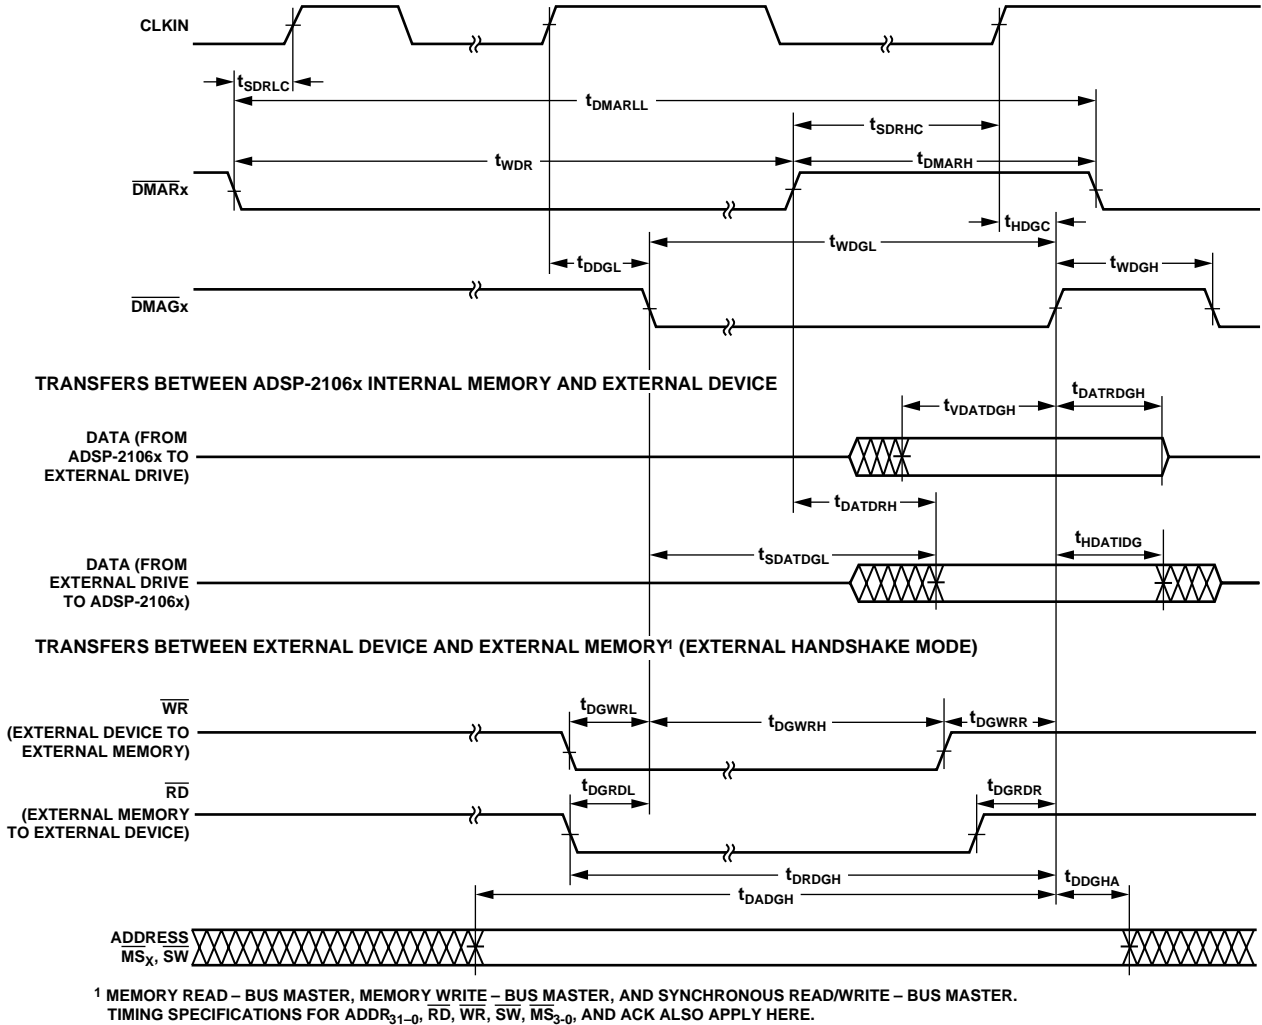 CLKIN
tSDRLC
tDMARLL
tSDRHC
tWDR
tDMARH
DMARx
tHDGC
tWDGL
tDDGL
tWDGH
DMAGx
TRANSFERS BETWEEN ADSP-2106x INTERNAL MEMORY AND EXTERNAL DEVICE
tDATRDGH
tVDATDGH
DATA (FROM
ADSP-2106x TO
EXTERNAL DRIVE)
tDATDRH
tHDATIDG
tSDATDGL
DATA (FROM
EXTERNAL DRIVE
TO ADSP-2106x)
TRANSFERS BETWEEN EXTERNAL DEVICE AND EXTERNAL MEMORY1 (EXTERNAL HANDSHAKE MODE)
WR
(EXTERNAL DEVICE TO
EXTERNAL MEMORY)
tDGWRL
tDGWRH
tDGWRR
RD
(EXTERNAL MEMORY
TO EXTERNAL DEVICE)
tDGRDL
tDGRDR
tDRDGH
tDADGH
tDDGHA
ADDRESS
MSX, SW
1 MEMORY READ – BUS MASTER, MEMORY WRITE – BUS MASTER, AND SYNCHRONOUS READ/WRITE – BUS MASTER.
TIMING SPECIFICATIONS FOR ADDR31–0, RD, WR, SW, MS3-0, AND ACK ALSO APPLY HERE.